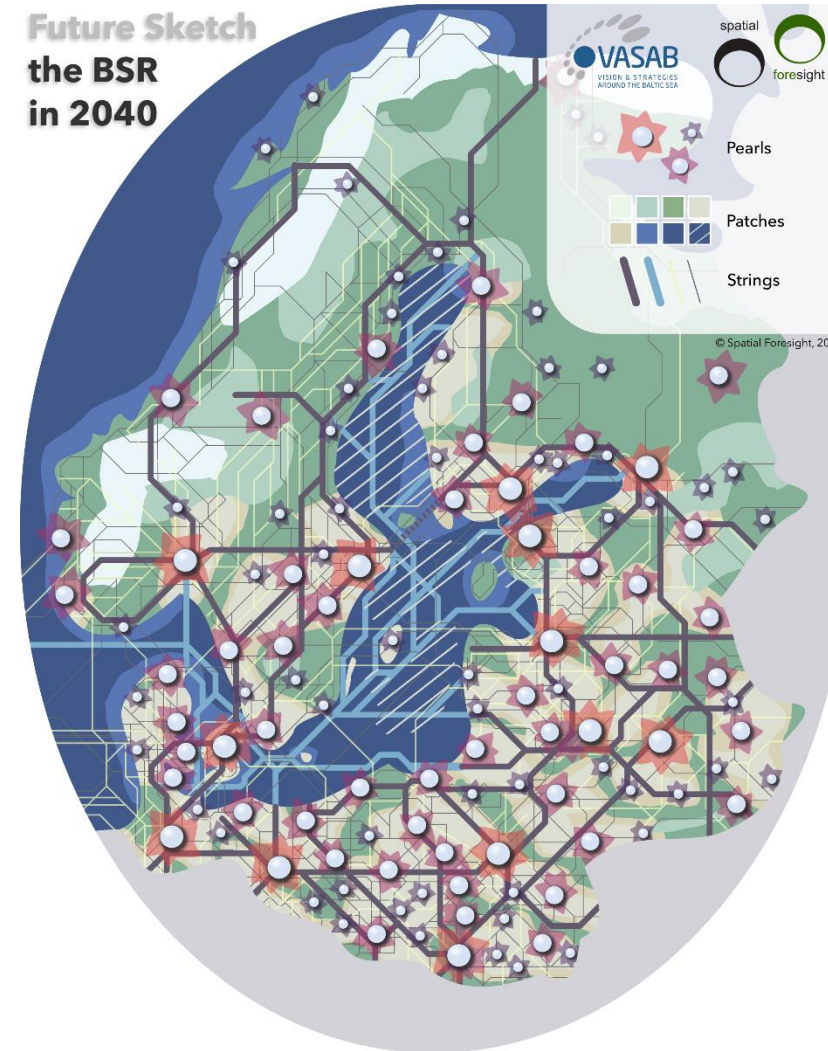 Future Sketch
the BSR
in 2040
VASAB
VISION & STRATEGIES
AROUND THE BALTIC SEA
spatial
foresight
Pearls
Patches
Strings
© Spatial Foresight, 20